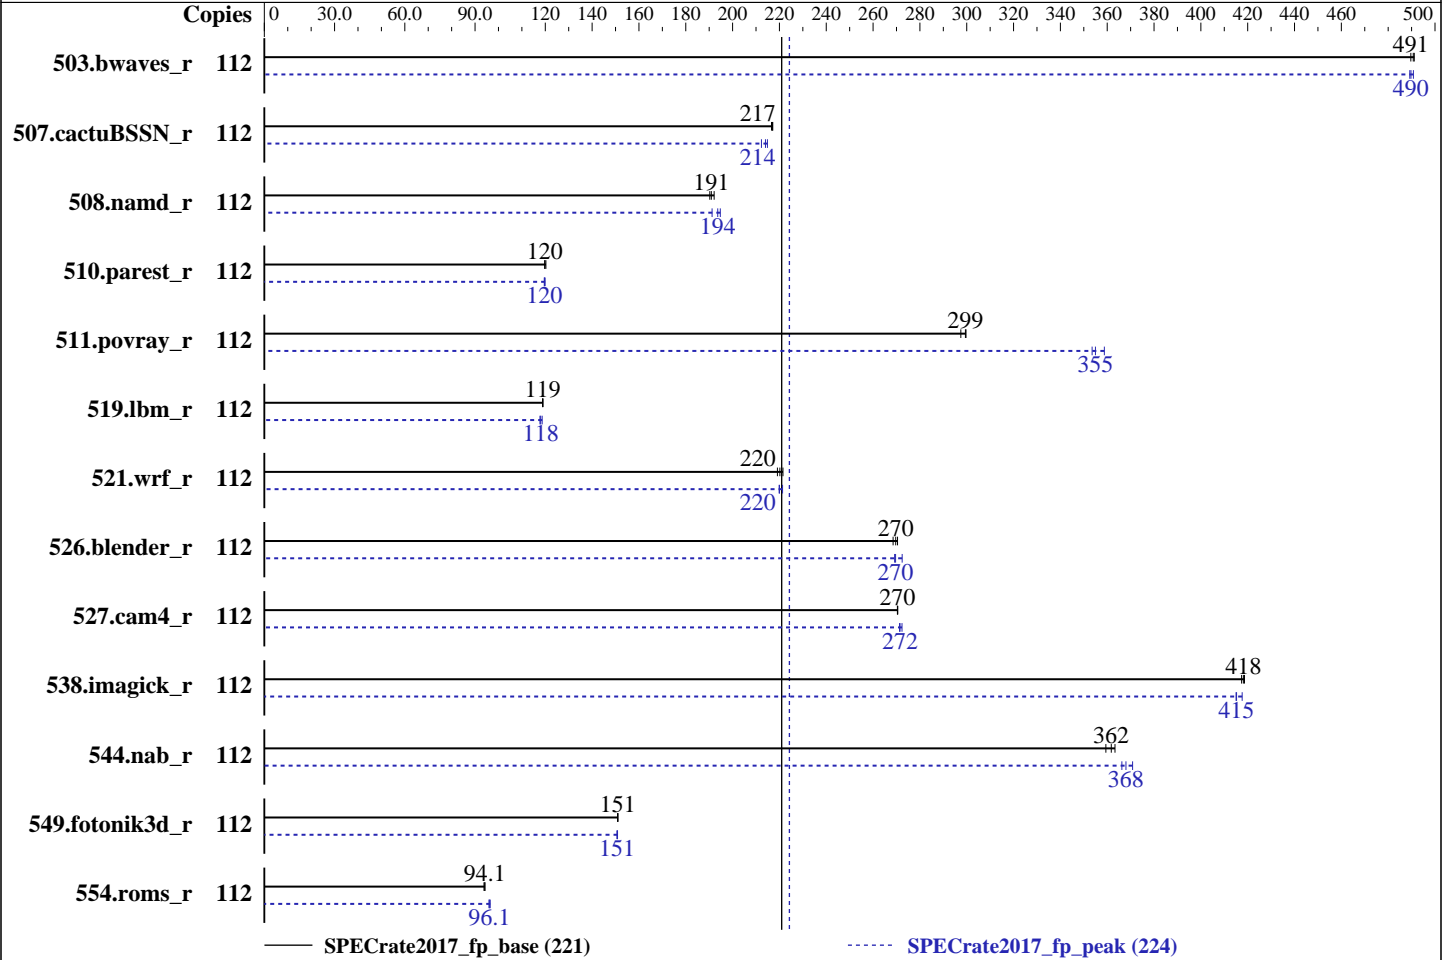 Copies 0 30.0 60.0 90.0 120 140 160 180 200 220 240 260 280 300 320 340 360 380 400 420 440 460 500
503.bwaves_r 112 491
490
507.cactuBSSN_r 112 217
214
508.namd_r 112 191
194
510.parest_r 112 120
120
511.povray_r 112 299
355
519.lbm_r 112 119
118
521.wrf_r 112 220
220
526.blender_r 112 270
270
527.cam4_r 112 270
272
538.imagick_r 112 418
415
544.nab_r 112 362
368
549.fotonik3d_r 112 151
151
554.roms_r 112 94.1
96.1
SPECrate2017_fp_base (221) SPECrate2017_fp_peak (224)